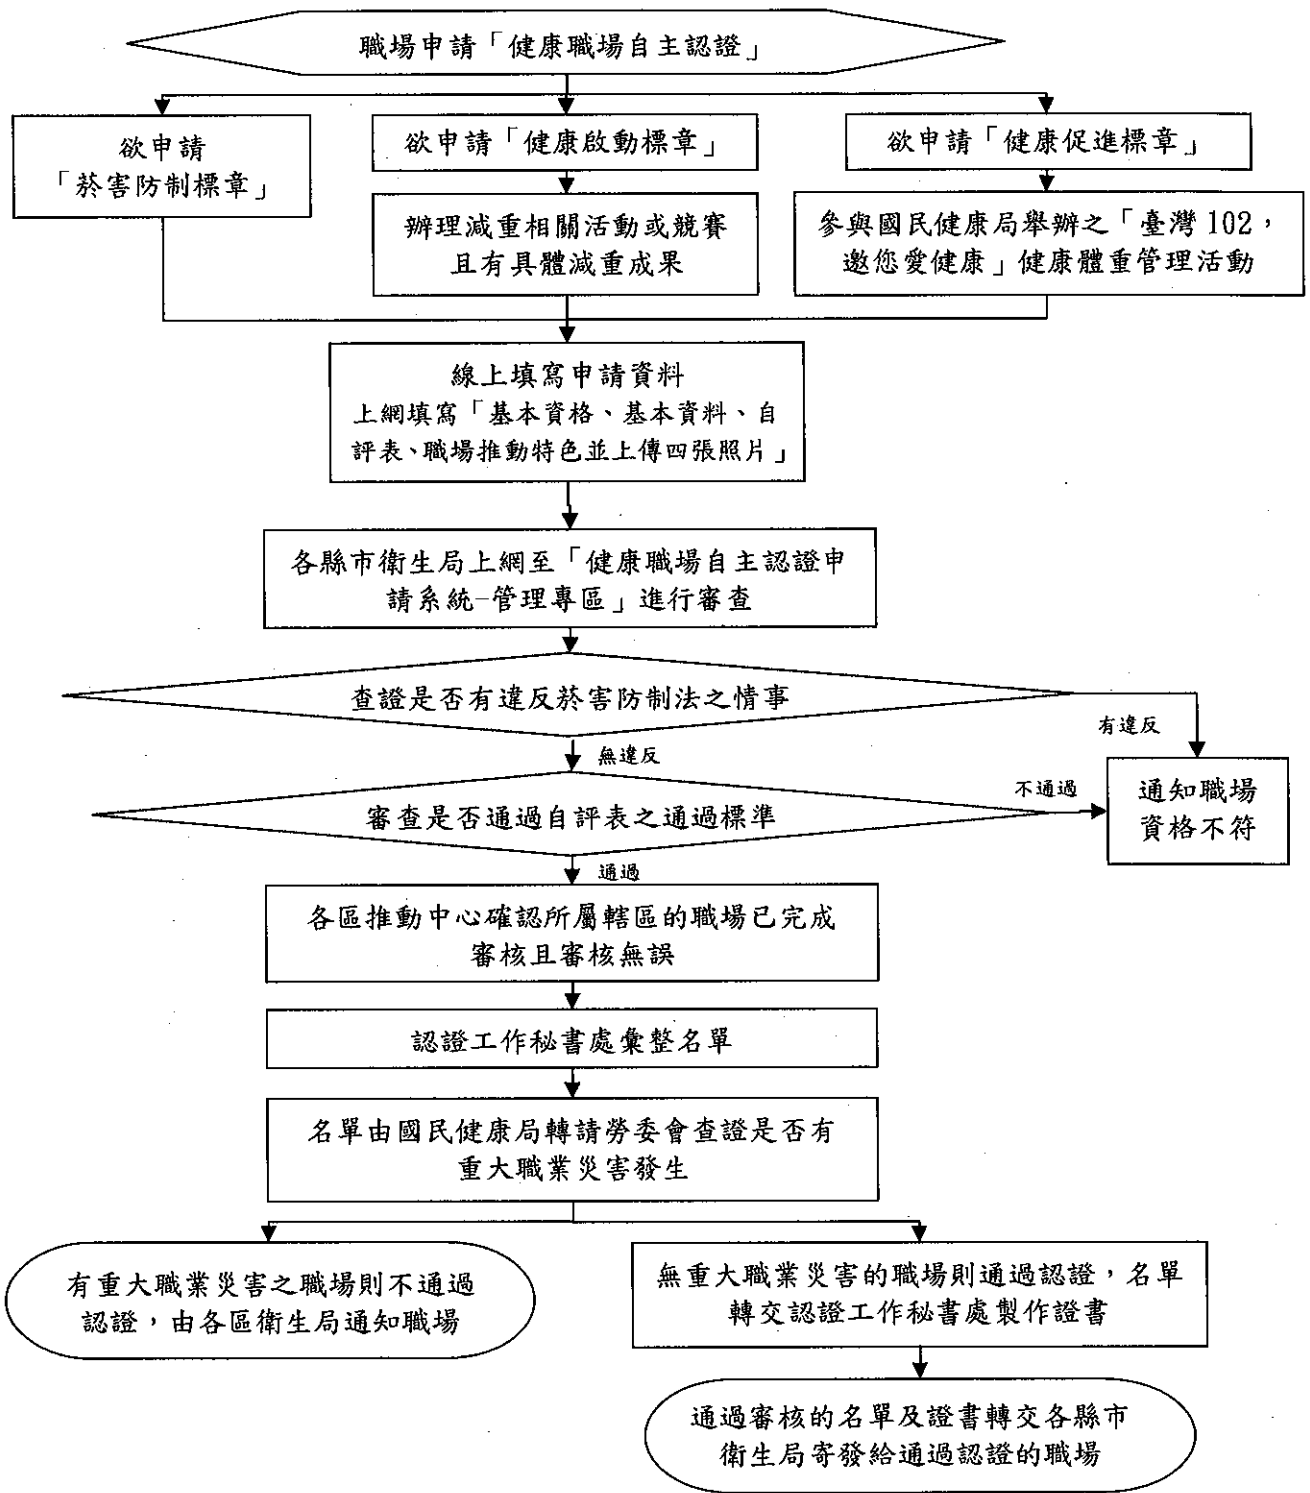 職場申請「健康職場自主認證」
欲申請
「菸害防制標章」
欲申請「健康啟動標章」
欲申請「健康促進標章」
辦理減重相關活動或競賽
且有具體減重成果
參與國民健康局舉辦之「臺灣 102，
邀您愛健康」健康體重管理活動
線上填寫申請資料
上網填寫「基本資格、基本資料、自
評表、職場推動特色並上傳四張照片」
各縣市衛生局上網至「健康職場自主認證申
請系統-管理專區」進行審查
查證是否有違反菸害防制法之情事
有違反
無違反
審查是否通過自評表之通過標準
不通過
通知職場
資格不符
通過
各區推動中心確認所屬轄區的職場已完成
審核且審核無誤
認證工作秘書處彙整名單
名單由國民健康局轉請勞委會查證是否有
重大職業災害發生
有重大職業災害之職場則不通過
認證，由各區衛生局通知職場
無重大職業災害的職場則通過認證，名單
轉交認證工作秘書處製作證書
通過審核的名單及證書轉交各縣市
衛生局寄發給通過認證的職場